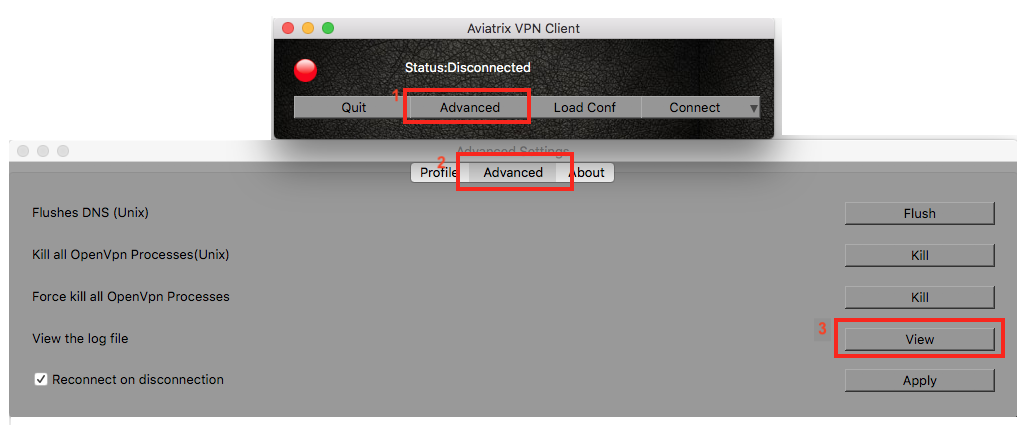 Aviatrix VPN Client
Status:Disconnected
1
Quit Advanced Load Conf Connect
Advanced Settings
2
Profile Advanced About
Flushes DNS (Unix) Flush
Kill all OpenVpn Processes(Unix) Kill
Force kill all OpenVpn Processes Kill
3
View the log file View
Reconnect on disconnection Apply